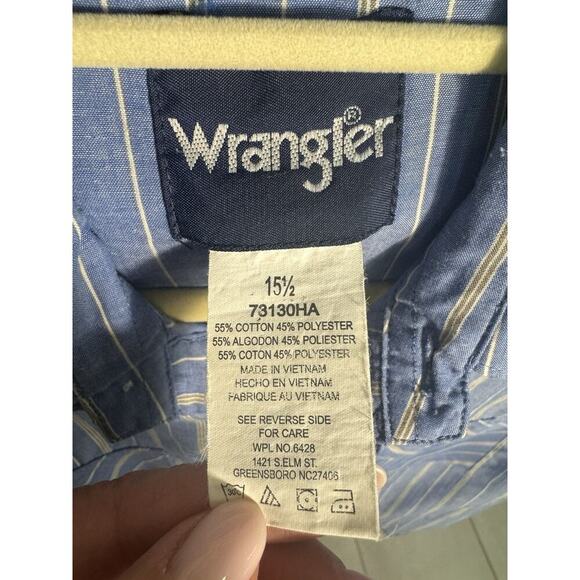 Wrangler®
15½
73130HA
55% COTTON 45% POLYESTER
55% ALGODON 45% POLIESTER
55% COTON 45% POLYESTER
MADE IN VIETNAM
HECHO EN VIETNAM
FABRIQUE AU VIETNAM
SEE REVERSE SIDE
FOR CARE
WPL NO.6428
1421 S.ELM ST.
GREENSBORO NC27406
30C